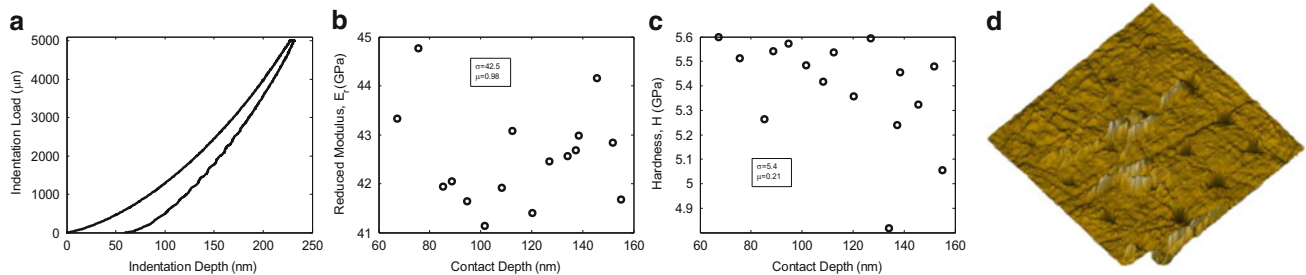 a
5000
4000
3000
2000
1000
0
Indentation Load (μn)
0 50 100 150 200 250
Indentation Depth (nm)
b
45
44
43
42
41
Reduced Modulus, Er(GPa)
σ=42.5
μ=0.98
60 80 100 120 140 160
Contact Depth (nm)
c
5.6
5.5
5.4
5.3
5.2
5.1
5
4.9
Hardness, H (GPa)
σ=5.4
μ=0.21
60 80 100 120 140 160
Contact Depth (nm)
d